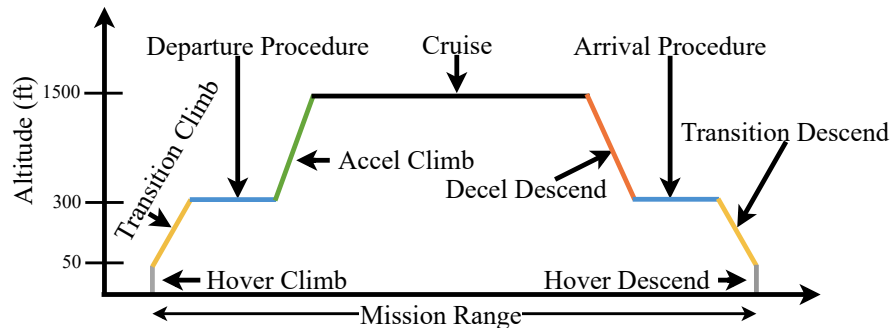 Departure Procedure
Cruise
Arrival Procedure
Altitude (ft)
1500
300
50
Transition Climb
Accel Climb
Decel Descend
Transition Descend
Hover Climb
Hover Descend
Mission Range